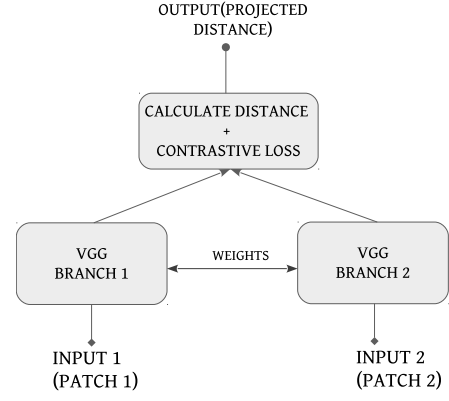 OUTPUT(PROJECTED
DISTANCE)
CALCULATE DISTANCE
+
CONTRASTIVE LOSS
VGG
BRANCH 1
WEIGHTS
VGG
BRANCH 2
INPUT 1
(PATCH 1)
INPUT 2
(PATCH 2)